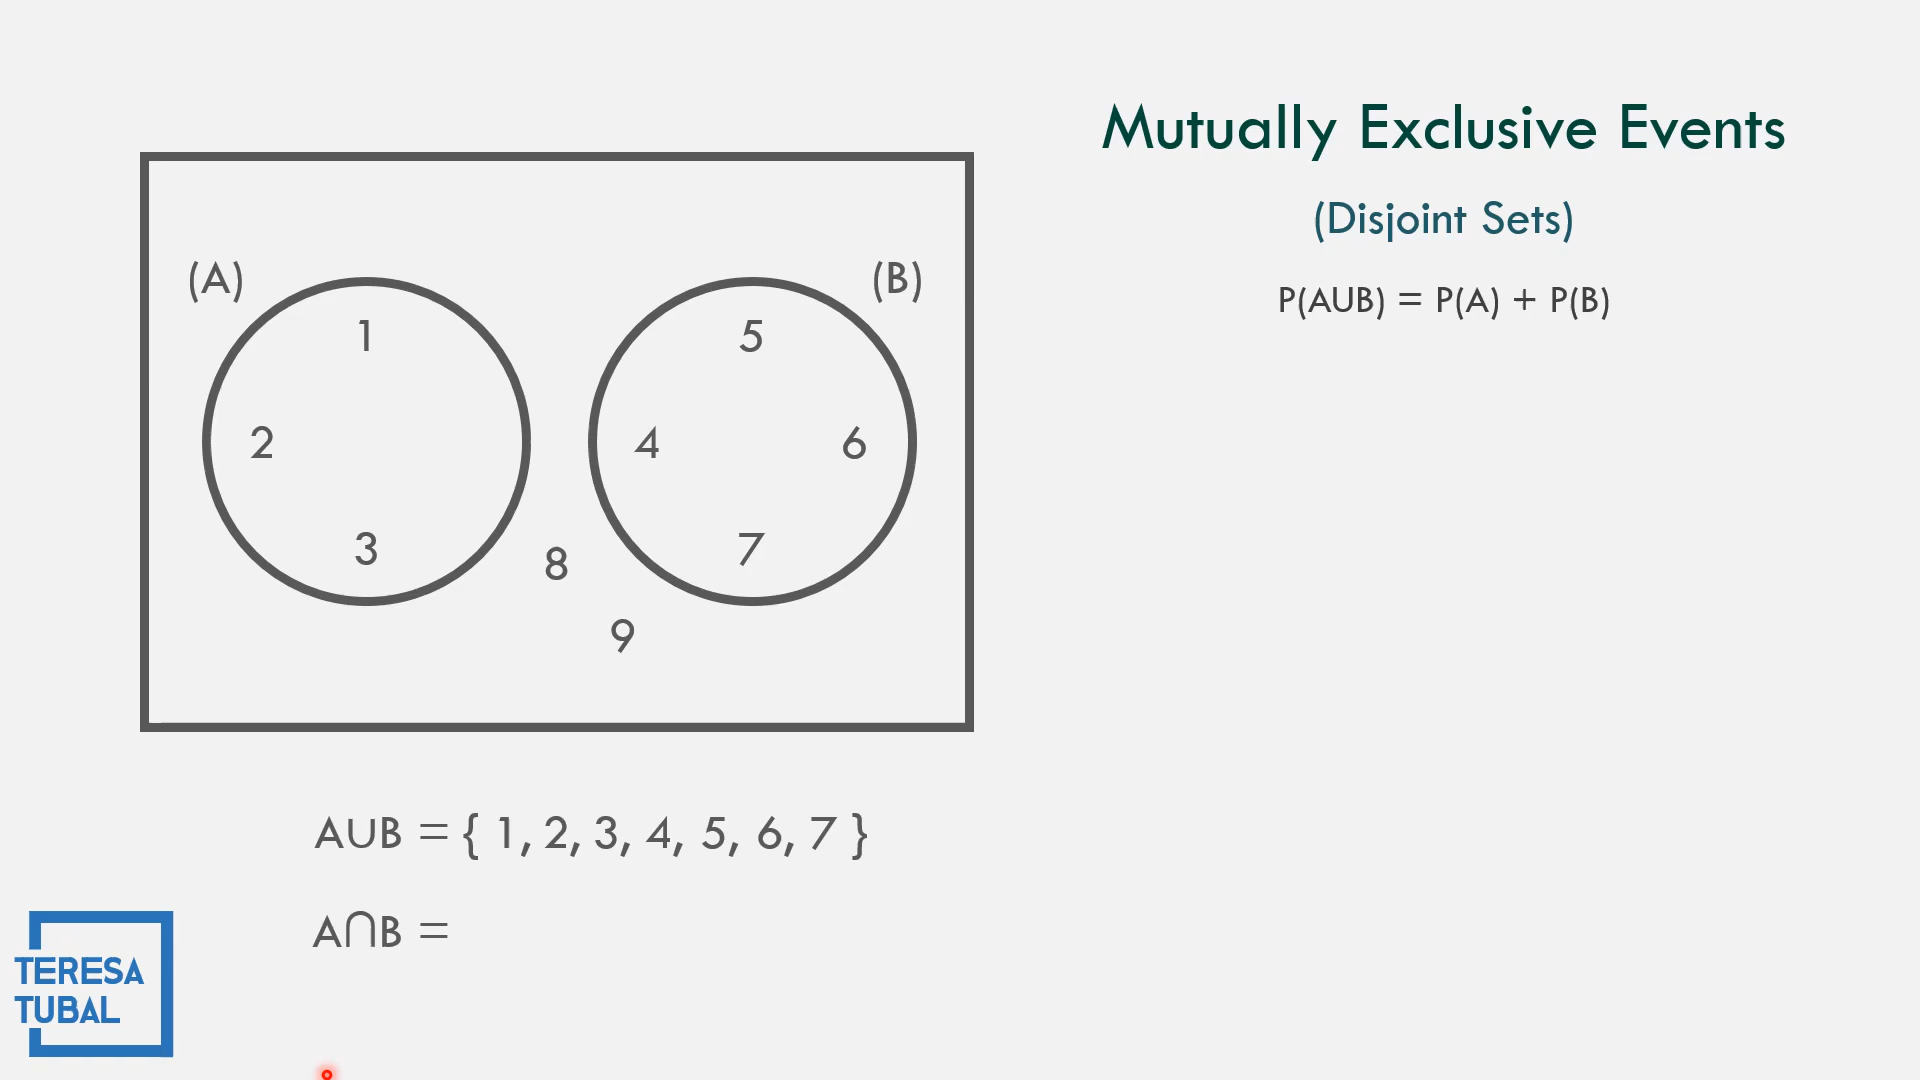 Mutually Exclusive Events
(Disjoint Sets)
P(AUB) = P(A) + P(B)
(A)
(B)
1
5
2
4
6
3
7
8
9
AUB = { 1, 2, 3, 4, 5, 6, 7 }
A∩B =
TERESA
TUBAL